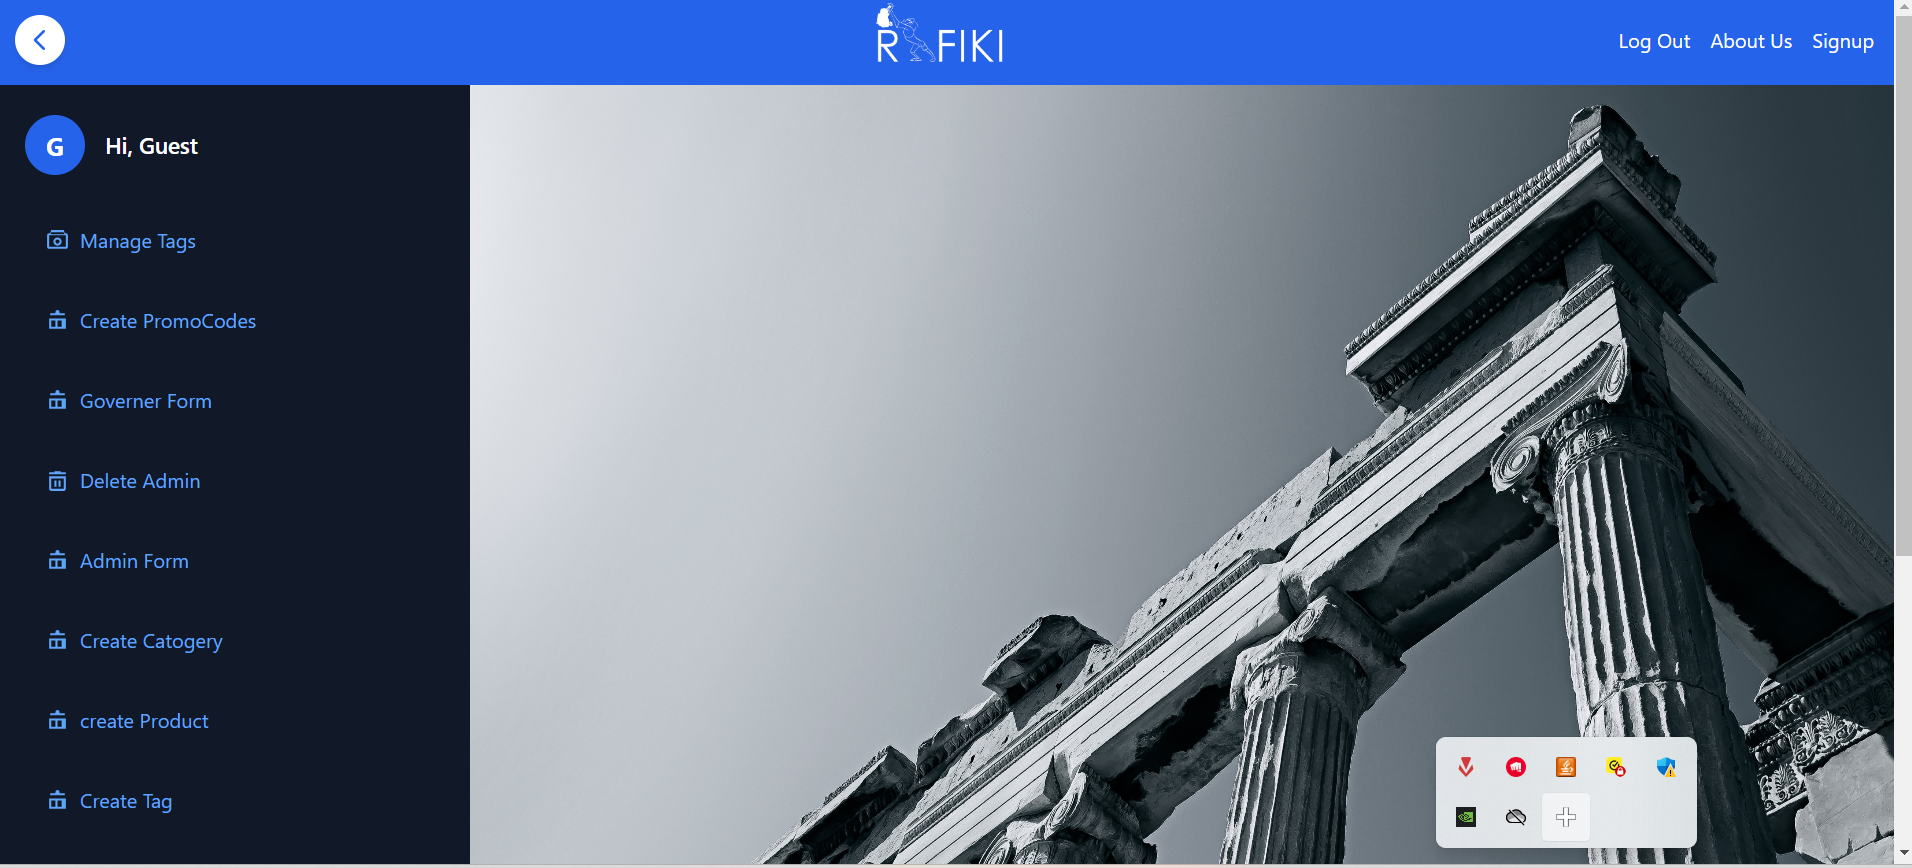 R FIKI
Log Out
About Us
Signup
G
Hi, Guest
Manage Tags
Create PromoCodes
Governer Form
Delete Admin
Admin Form
Create Catogery
create Product
Create Tag